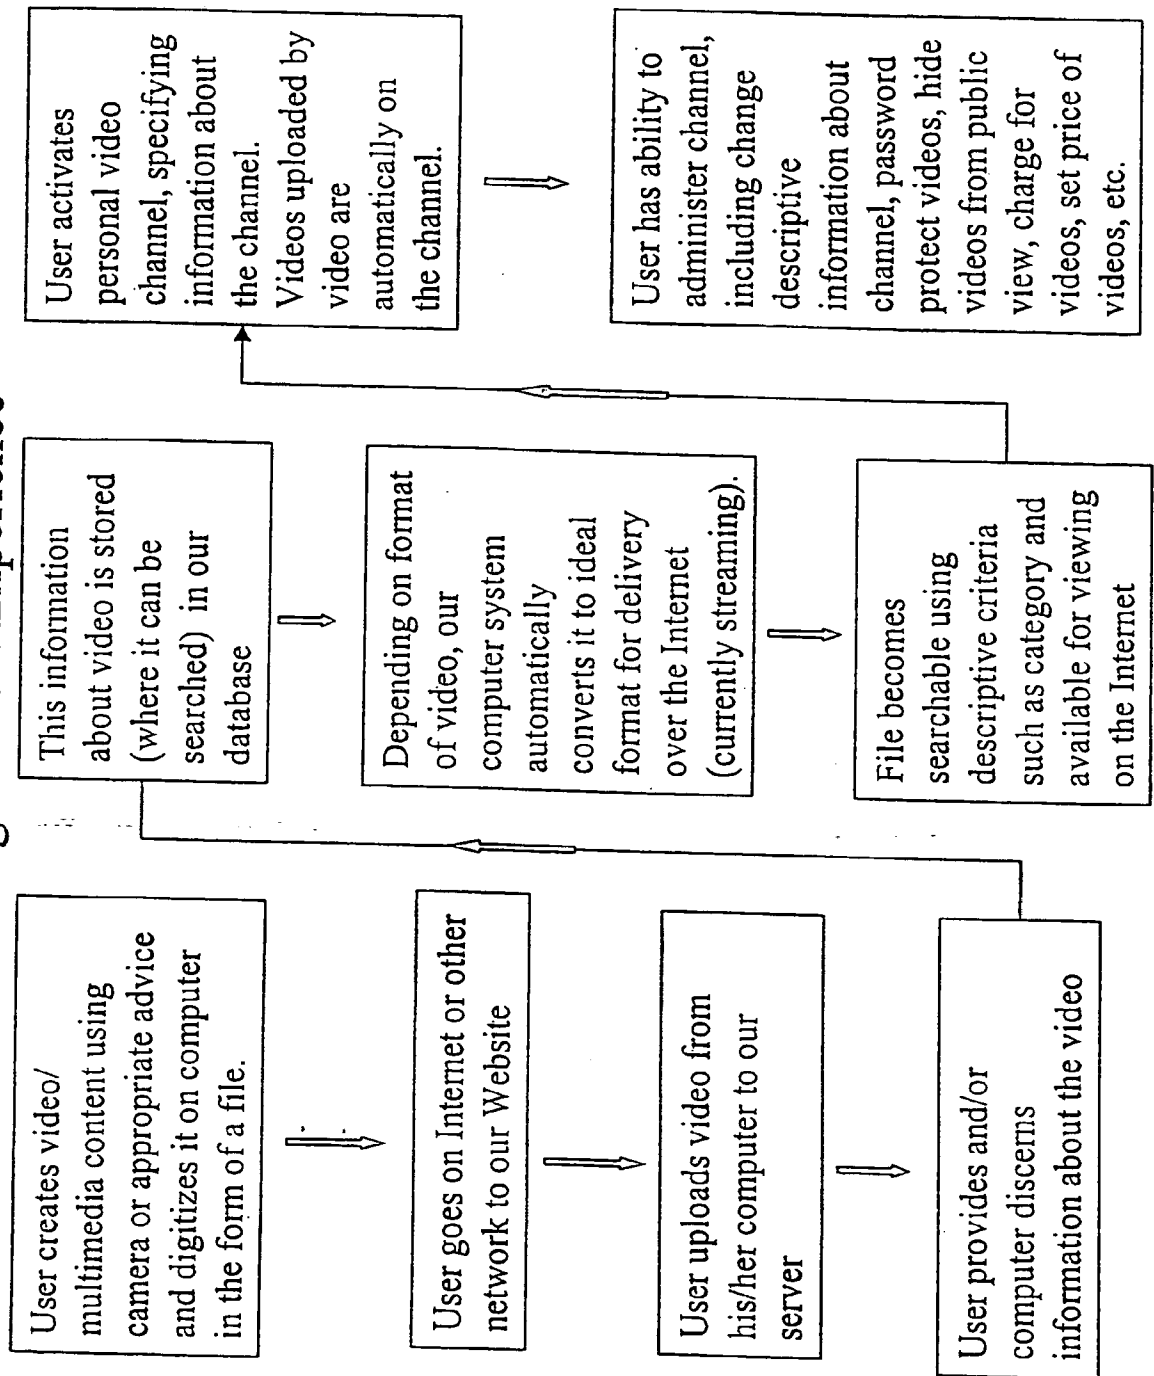 User creates video/
multimedia content using
camera or appropriate advice
and digitizes it on computer
in the form of a file.
User goes on Internet or other
network to our Website
User uploads video from
his/her computer to our
server
User provides and/or
computer discerns
information about the video
This information
about video is stored
(where it can be
searched) in our
database
Depending on format
of video, our
computer system
automatically
converts it to ideal
format for delivery
over the Internet
(currently streaming).
File becomes
searchable using
descriptive criteria
such as category and
available for viewing
on the Internet
User activates
personal video
channel, specifying
information about
the channel.
Videos uploaded by
video are
automatically on
the channel.
User has ability to
administer channel,
including change
descriptive
information about
channel, password
protect videos, hide
videos from public
view, charge for
videos, set price of
videos, etc.